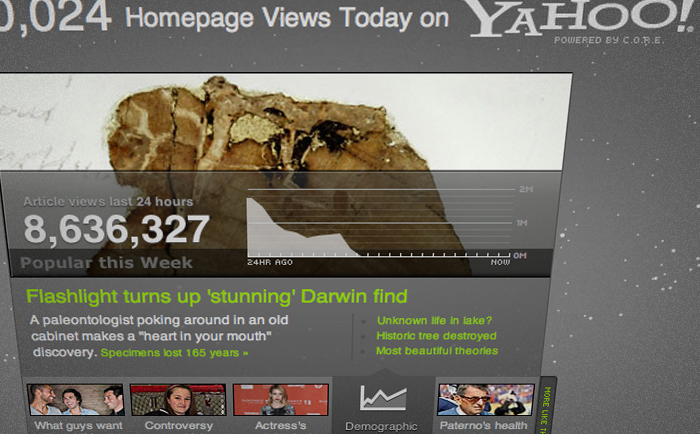 0,024 Homepage Views Today on YAHOO!
POWERED BY C.O.R.E.
Article views last 24 hours
8,636,327
2M
1M
0M
24HR AGO NOW
Popular this Week
Flashlight turns up 'stunning' Darwin find
A paleontologist poking around in an old
cabinet makes a "heart in your mouth"
discovery. Specimens lost 165 years »
Unknown life in lake?
Historic tree destroyed
Most beautiful theories
What guys want
Controversy
Actress's
Demographic
Paterno's health
MORE LIKE TH